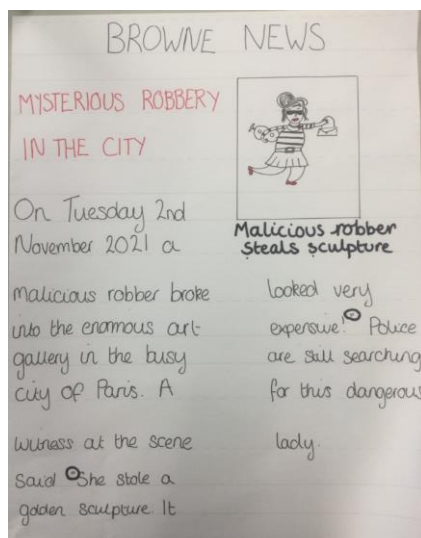 BROWNE NEWS
MYSTERIOUS ROBBERY
IN THE CITY
Malicious robber
steals sculpture
On Tuesday 2nd
November 2021 a
malicious robber broke
into the enamous art
gallery in the busy
city of Paris. A
witness at the scene
said "She stole a
golden sculpture It
looked very
expensive!" Police
are still searching
for this dangerous
lady.